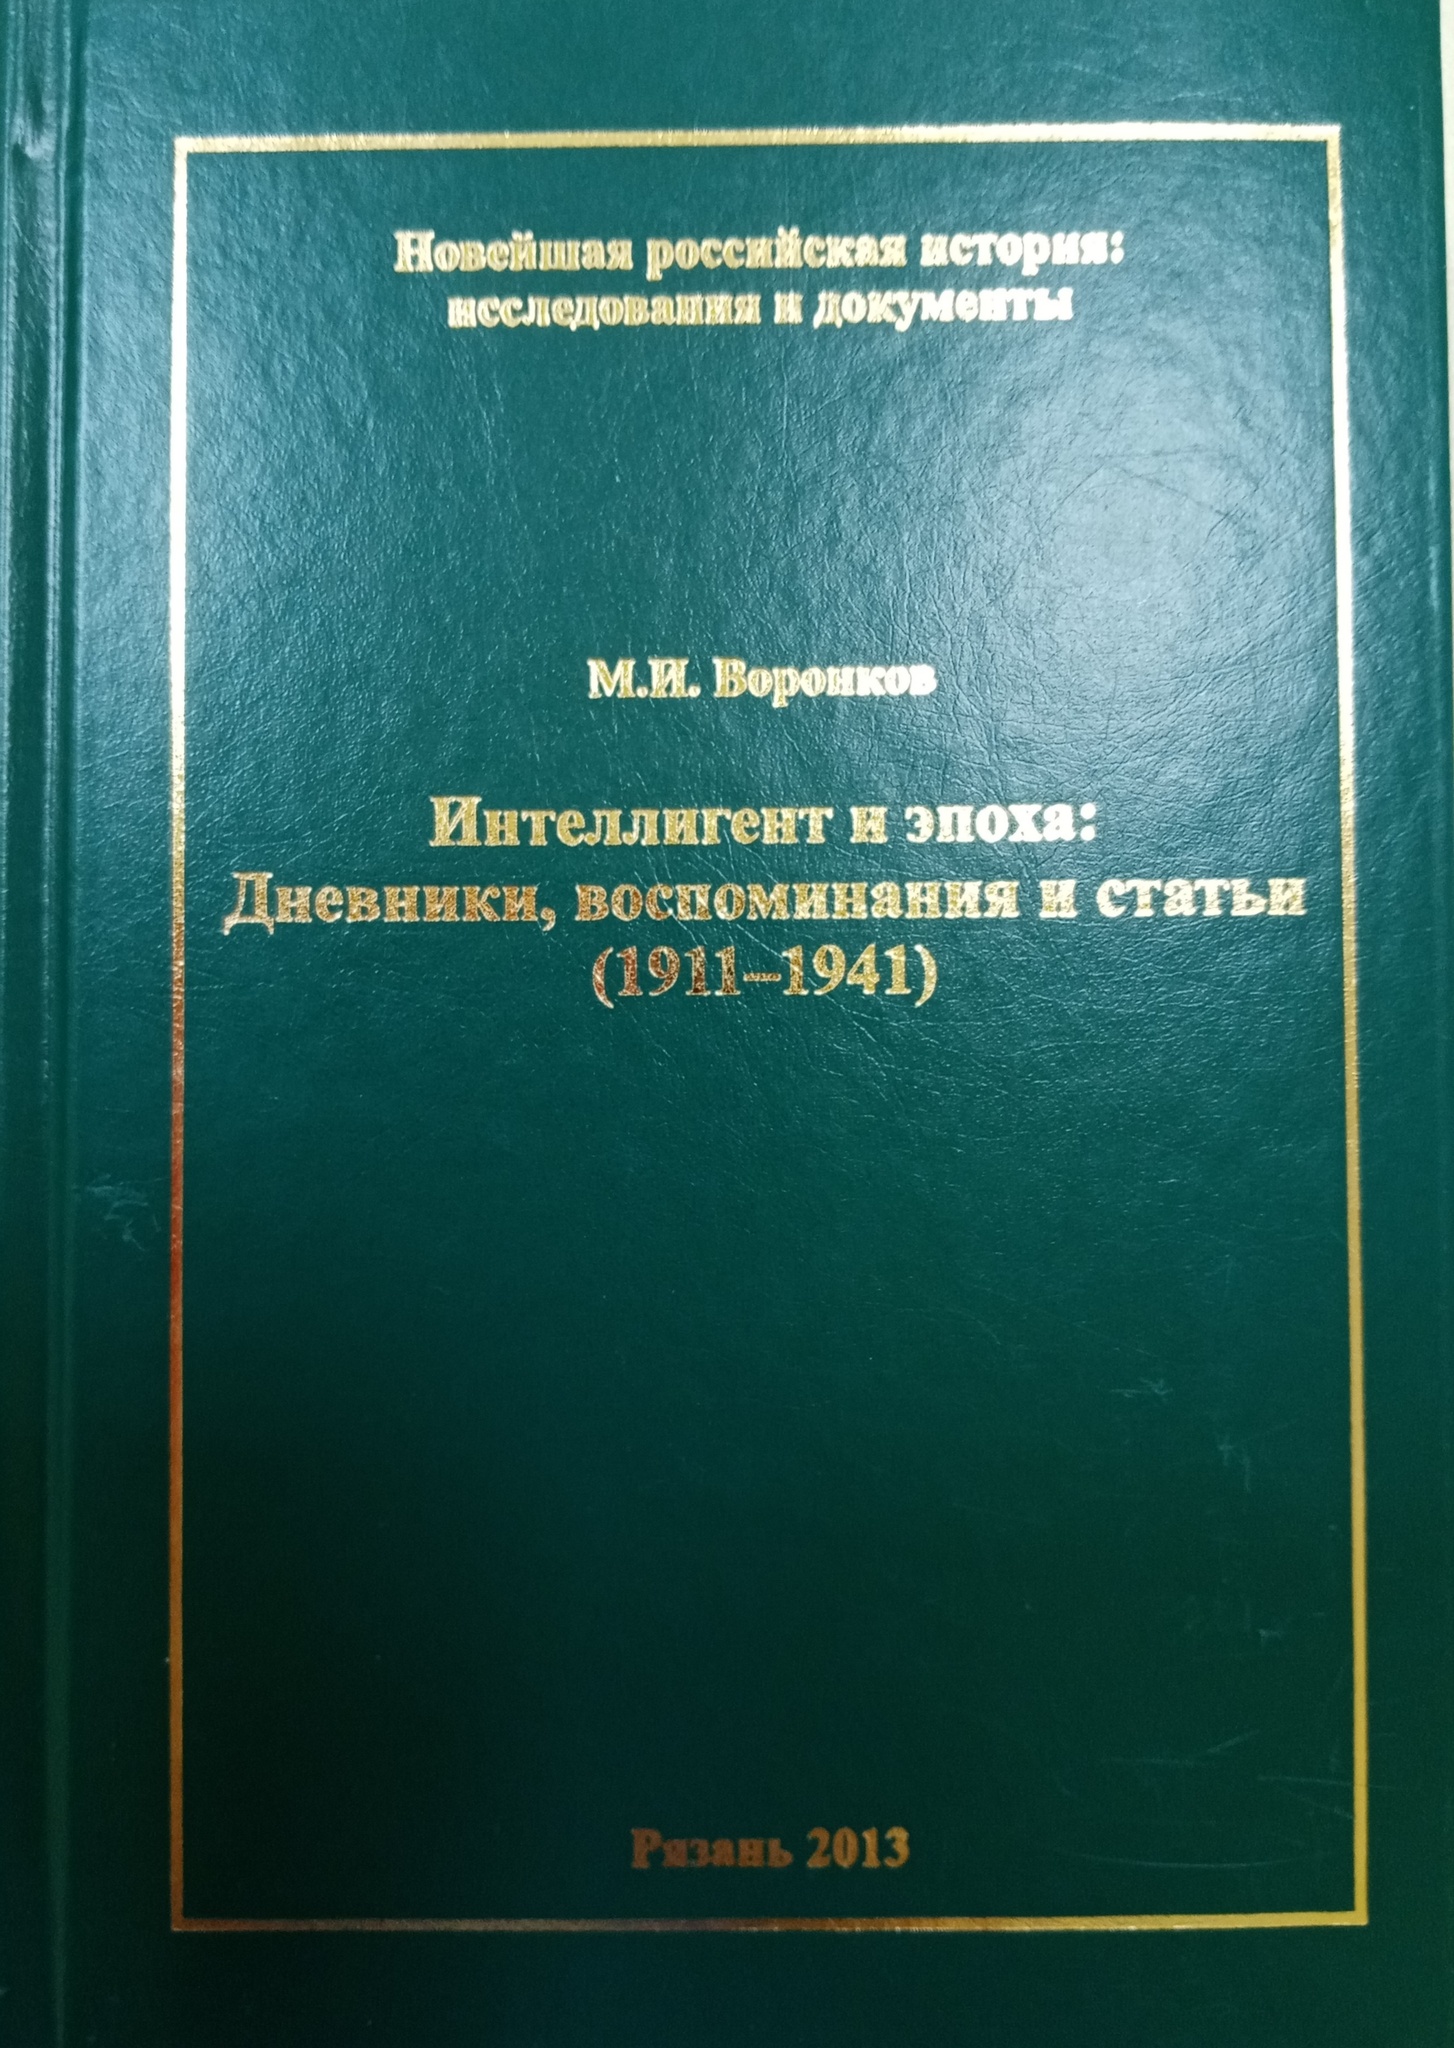 Новейшая российская история:
исследования и документы
М.И. Воронков
Интеллигент и эпоха:
Дневники, воспоминания и статьи
(1911–1941)
Рязань 2013